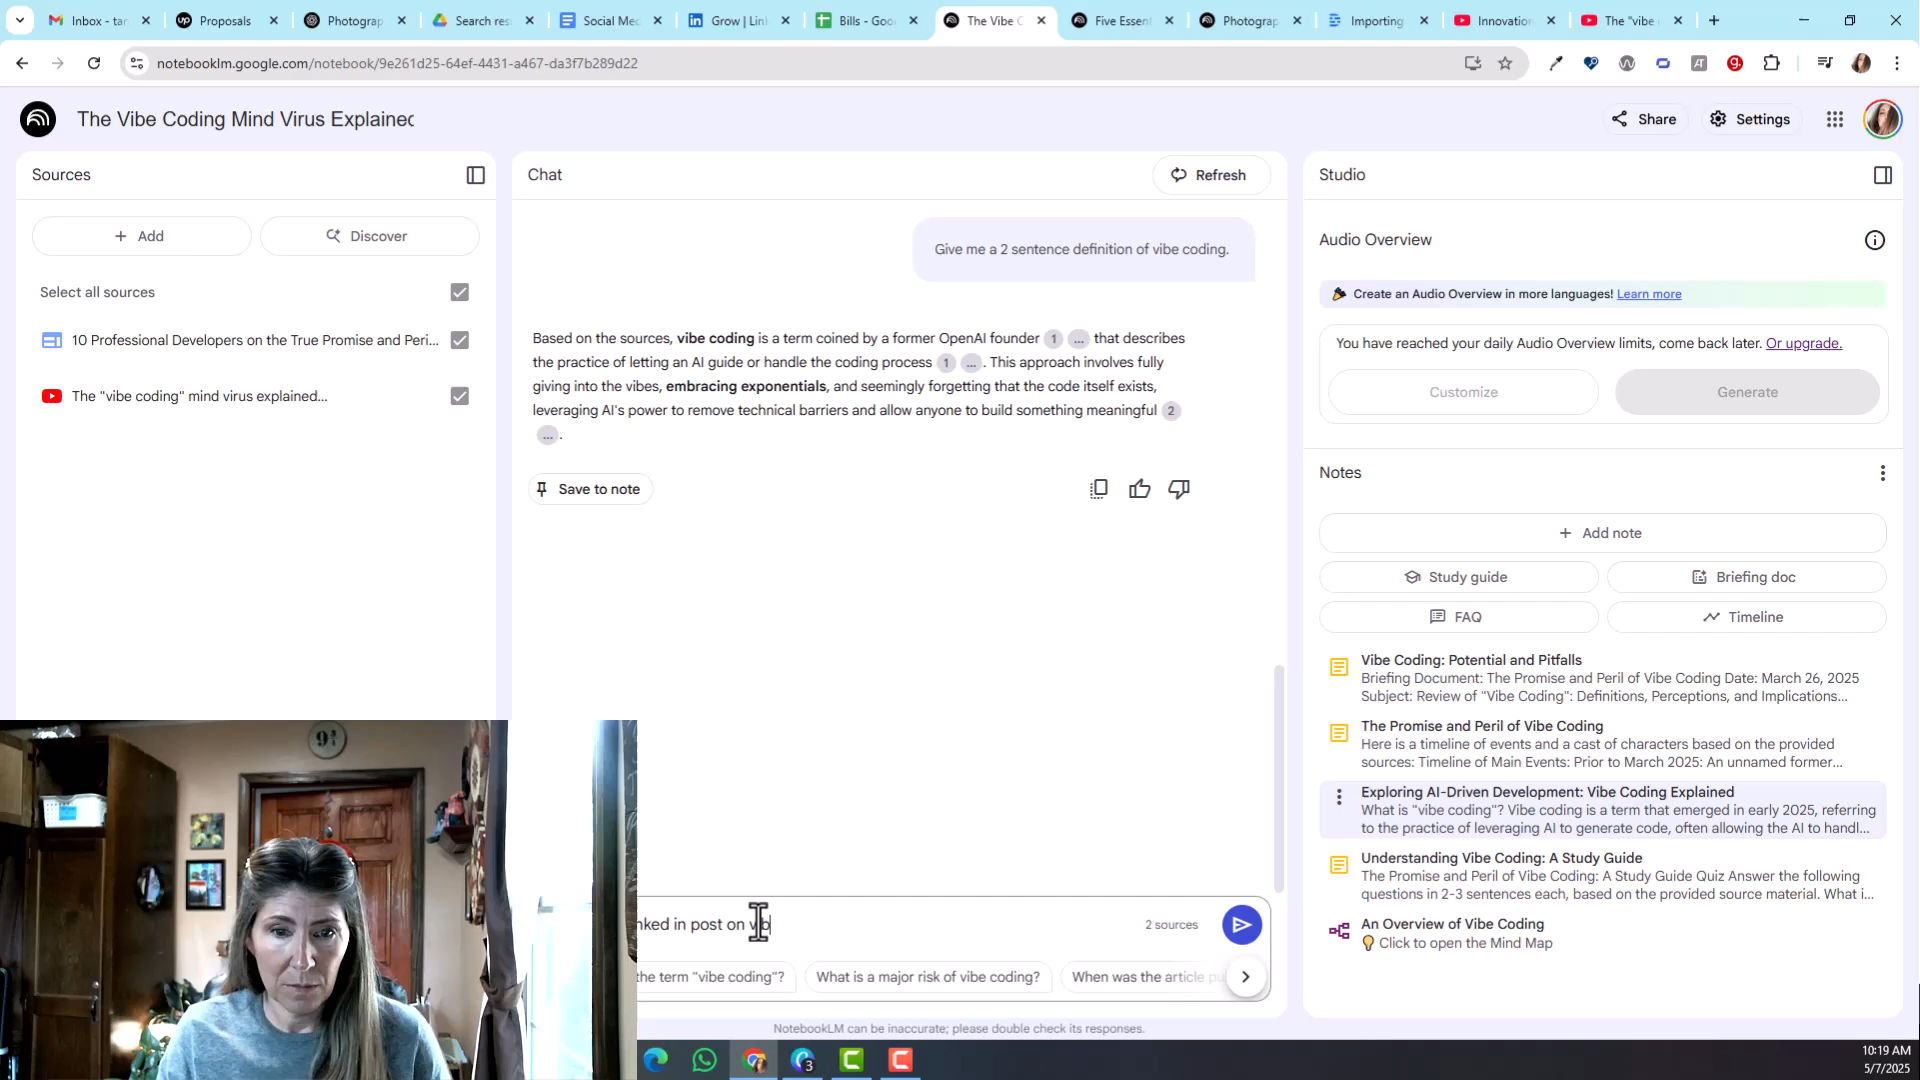 Inbox - tar
Proposals
Photograp
Search res
Social Med
Grow | Link
Bills - Goo
The Vibe C
Five Essent
Photograp
Importing
Innovation
The "vibe
notebooklm.google.com/notebook/9e261d25-64ef-4431-a467-da3f7b289d22
The Vibe Coding Mind Virus Explained
Share
Settings
Sources
Add
Discover
Select all sources
10 Professional Developers on the True Promise and Peri...
The "vibe coding" mind virus explained...
Chat
Refresh
Give me a 2 sentence definition of vibe coding.
Based on the sources, vibe coding is a term coined by a former OpenAI founder 1 ... that describes
the practice of letting an AI guide or handle the coding process 1 ... . This approach involves fully
giving into the vibes, embracing exponentials, and seemingly forgetting that the code itself exists,
leveraging AI's power to remove technical barriers and allow anyone to build something meaningful 2
... .
Save to note
nked in post on vib
2 sources
the term "vibe coding"?
What is a major risk of vibe coding?
When was the article pu
NotebookLM can be inaccurate; please double check its responses.
Studio
Audio Overview
Create an Audio Overview in more languages! Learn more
You have reached your daily Audio Overview limits, come back later. Or upgrade.
Customize
Generate
Notes
Add note
Study guide
Briefing doc
FAQ
Timeline
Vibe Coding: Potential and Pitfalls
Briefing Document: The Promise and Peril of Vibe Coding Date: March 26, 2025
Subject: Review of "Vibe Coding": Definitions, Perceptions, and Implications...
The Promise and Peril of Vibe Coding
Here is a timeline of events and a cast of characters based on the provided
sources: Timeline of Main Events: Prior to March 2025: An unnamed former...
Exploring AI-Driven Development: Vibe Coding Explained
What is "vibe coding"? Vibe coding is a term that emerged in early 2025, referring
to the practice of leveraging AI to generate code, often allowing the AI to handl...
Understanding Vibe Coding: A Study Guide
The Promise and Peril of Vibe Coding: A Study Guide Quiz Answer the following
questions in 2-3 sentences each, based on the provided source material. What i...
An Overview of Vibe Coding
Click to open the Mind Map
3
10:19 AM
5/7/2025